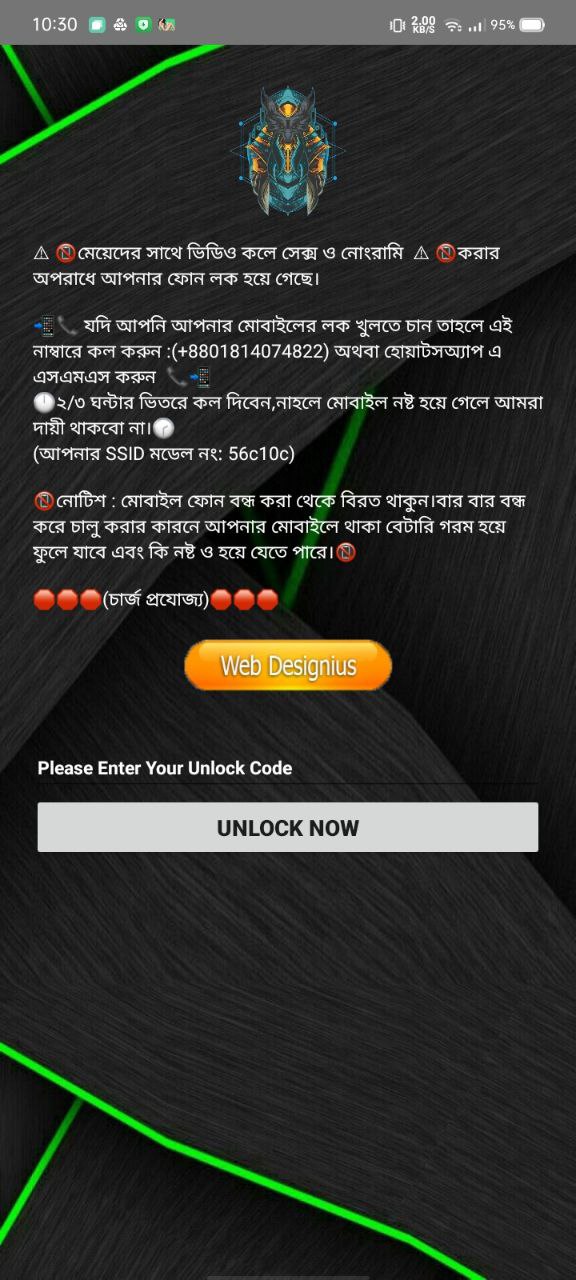 10:30
2.00
KB/S
95%
⚠ 📵মেয়েদের সাথে ভিডিও কলে সেক্স ও নোংরামি ⚠ 📵করার
অপরাধে আপনার ফোন লক হয়ে গেছে।
📲📞 যদি আপনি আপনার মোবাইলের লক খুলতে চান তাহলে এই
নাম্বারে কল করুন :(+8801814074822) অথবা হোয়াটসঅ্যাপ এ
এসএমএস করুন 📞📲
🕛২/৩ ঘন্টার ভিতরে কল দিবেন,নাহলে মোবাইল নষ্ট হয়ে গেলে আমরা
দায়ী থাকবো না।🕝
(আপনার SSID মডেল নং: 56c10c)
📵নোটিশ : মোবাইল ফোন বন্ধ করা থেকে বিরত থাকুন।বার বার বন্ধ
করে চালু করার কারনে আপনার মোবাইলে থাকা বেটারি গরম হয়ে
ফুলে যাবে এবং কি নষ্ট ও হয়ে যেতে পারে।📵
🛑🛑🛑(চার্জ প্রযোজ্য)🛑🛑🛑
Web Designius
Please Enter Your Unlock Code
UNLOCK NOW